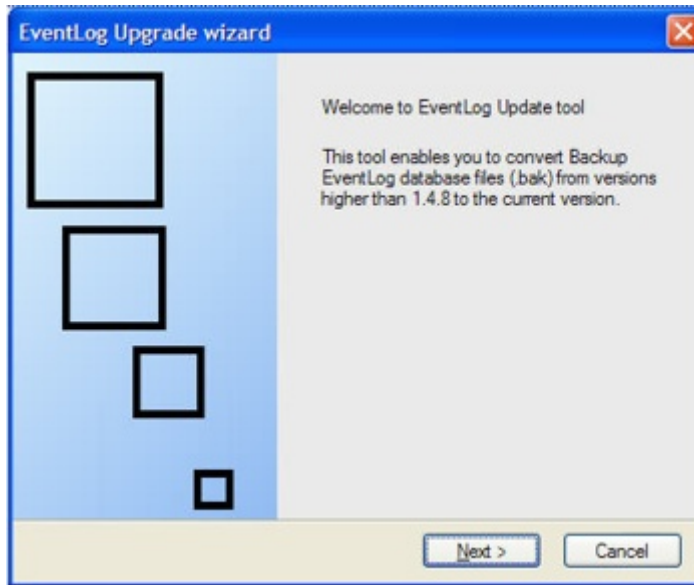 EventLog Upgrade wizard
Welcome to EventLog Update tool
This tool enables you to convert Backup
EventLog database files (.bak) from versions
higher than 1.4.8 to the current version.
Next >
Cancel